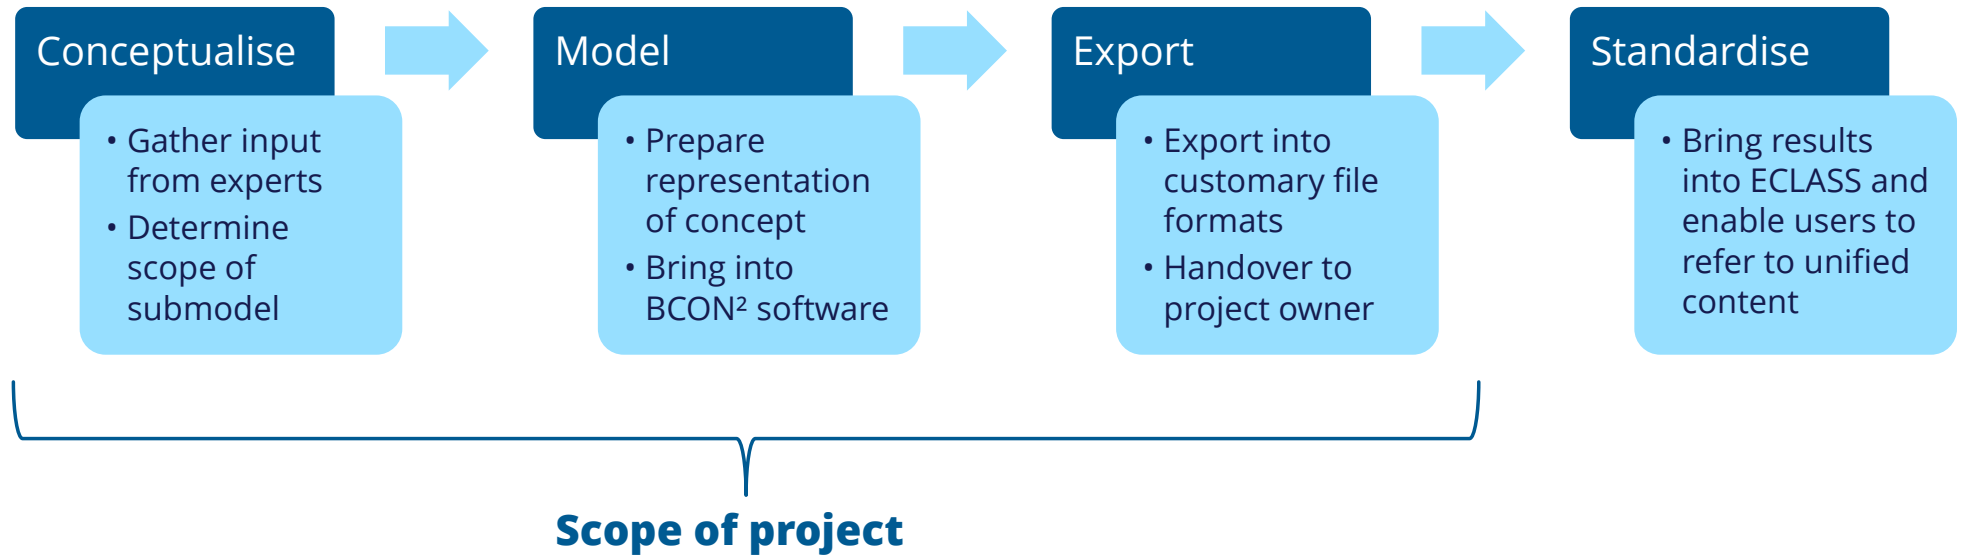 Conceptualise
• Gather input
from experts
• Determine
scope of
submodel
Model
• Prepare
representation
of concept
• Bring into
BCON² software
Export
• Export into
customary file
formats
• Handover to
project owner
Standardise
• Bring results
into ECLASS and
enable users to
refer to unified
content
Scope of project